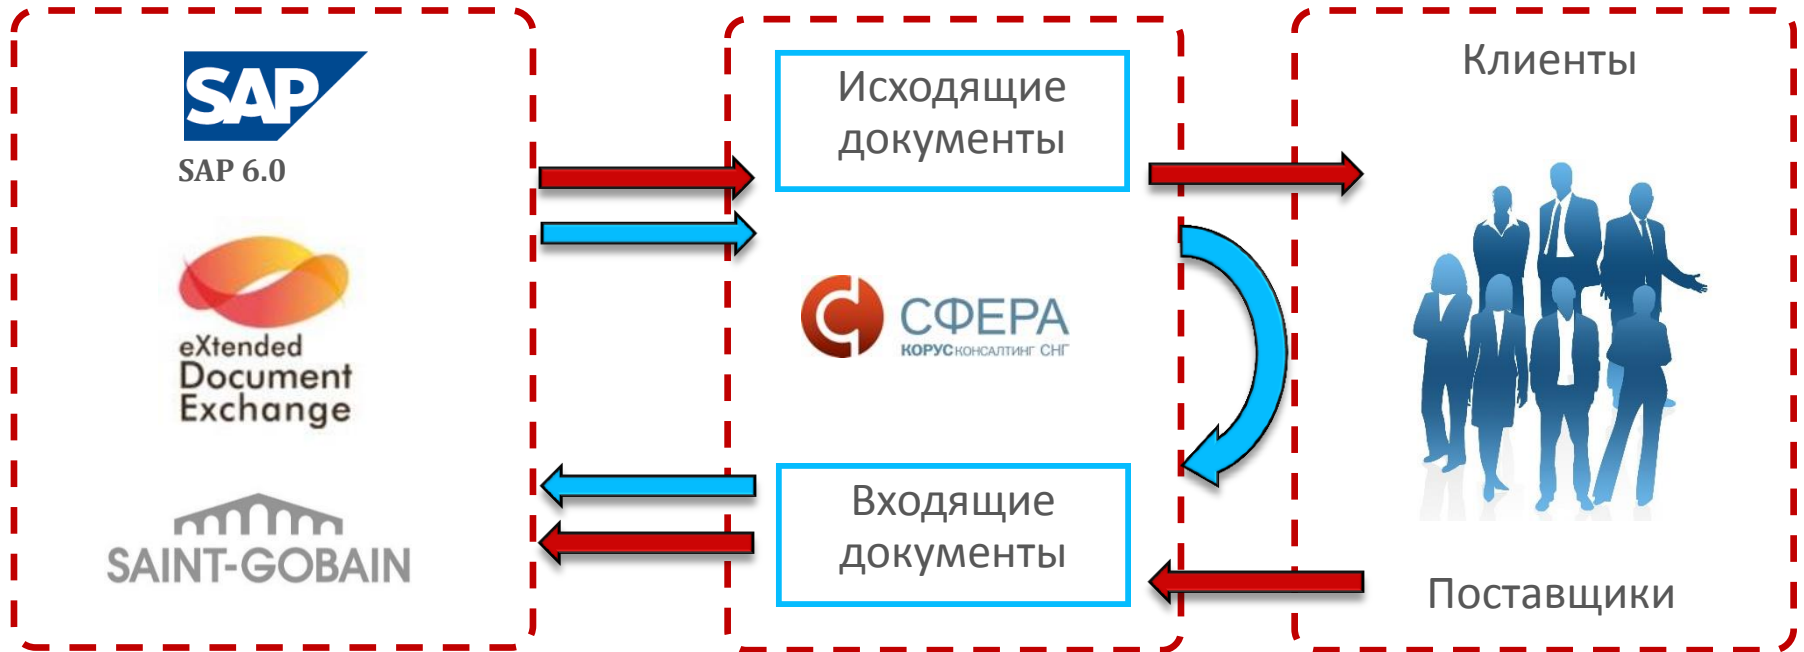 SAP
SAP 6.0
eXtended
Document
Exchange
SAINT-GOBAIN
Исходящие
документы
СФЕРА
КОРУС КОНСАЛТИНГ СНГ
Входящие
документы
Клиенты
Поставщики